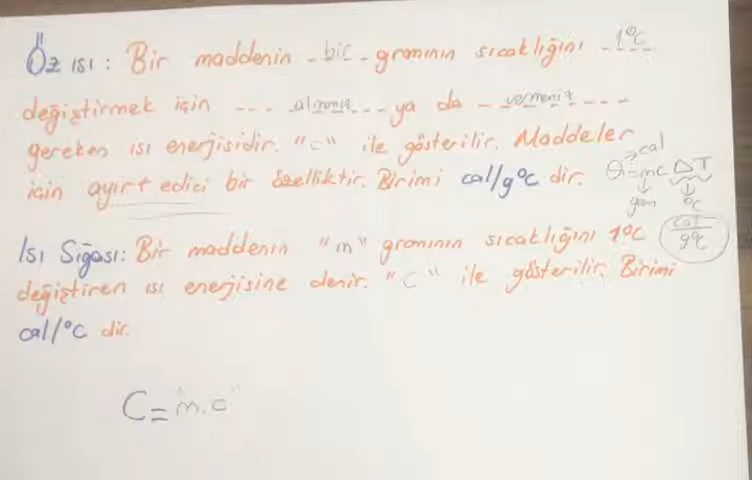 Öz ısı: Bir maddenin - bir - gramının sıcaklığını - 1°C - -
değiştirmek için - - - alınması - - - ya da - verilmesi - - -
gereken ısı enerjisidir. "c" ile gösterilir. Maddeler
için ayırt edici bir özelliktir. Birimi cal/g°C dir.
cal
Q=mcΔT
gram °C
cal/g°C
Isı Sığası: Bir maddenin "m" gramının sıcaklığını 1°C
değiştiren ısı enerjisine denir. "C" ile gösterilir. Birimi
cal/°C dir.
C = m.c